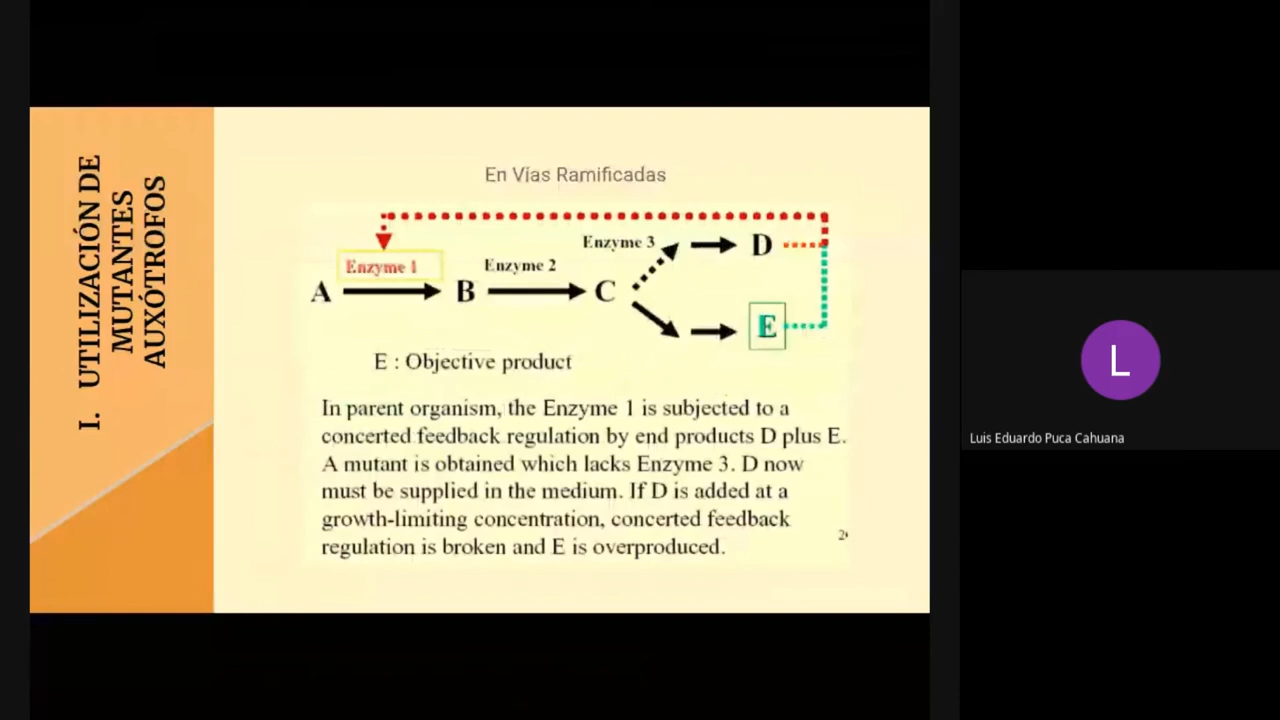 I. UTILIZACIÓN DE
MUTANTES
AUXÓTROFOS
En Vías Ramificadas
Enzyme 3
D
Enzyme 1
Enzyme 2
A
B
C
E
E : Objective product
In parent organism, the Enzyme 1 is subjected to a
concerted feedback regulation by end products D plus E.
A mutant is obtained which lacks Enzyme 3. D now
must be supplied in the medium. If D is added at a
growth-limiting concentration, concerted feedback
regulation is broken and E is overproduced.
L
Luis Eduardo Puca Cahuana